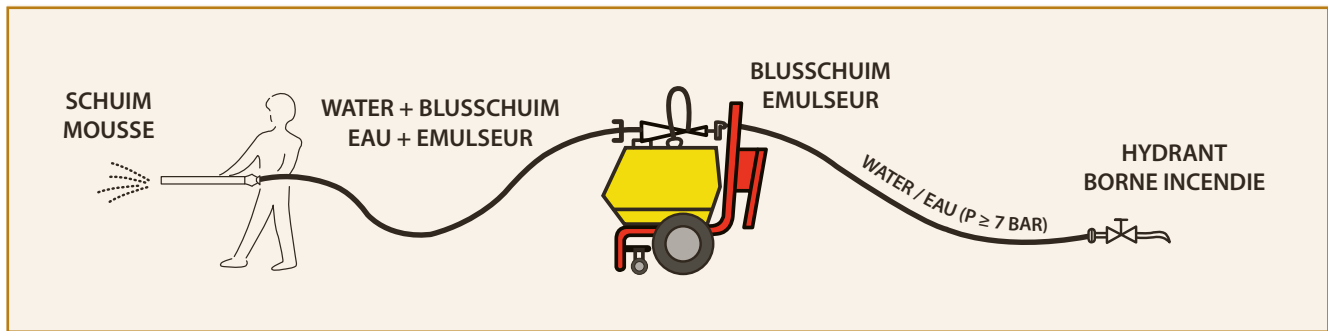 SCHUIM
MOUSSE
WATER + BLUSSCHUIM
EAU + EMULSEUR
BLUSSCHUIM
EMULSEUR
WATER / EAU (P ≥ 7 BAR)
HYDRANT
BORNE INCENDIE